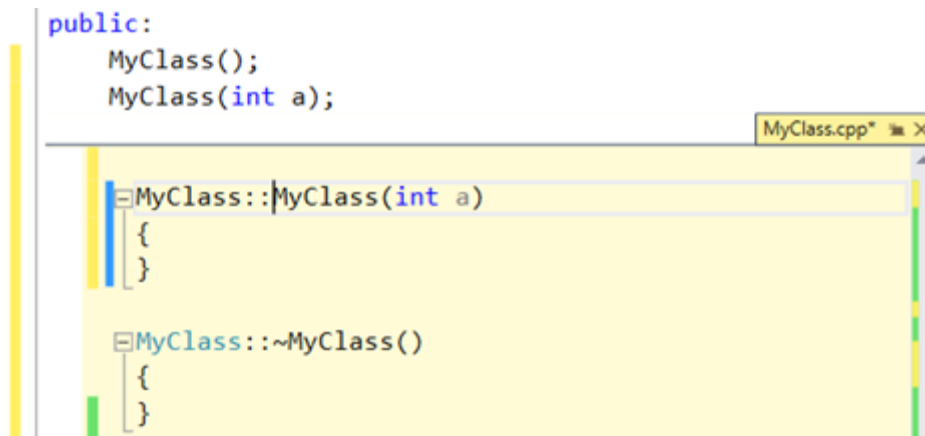 public:
MyClass();
MyClass(int a);
MyClass.cpp*
MyClass::MyClass(int a)
{
}
MyClass::~MyClass()
{
}